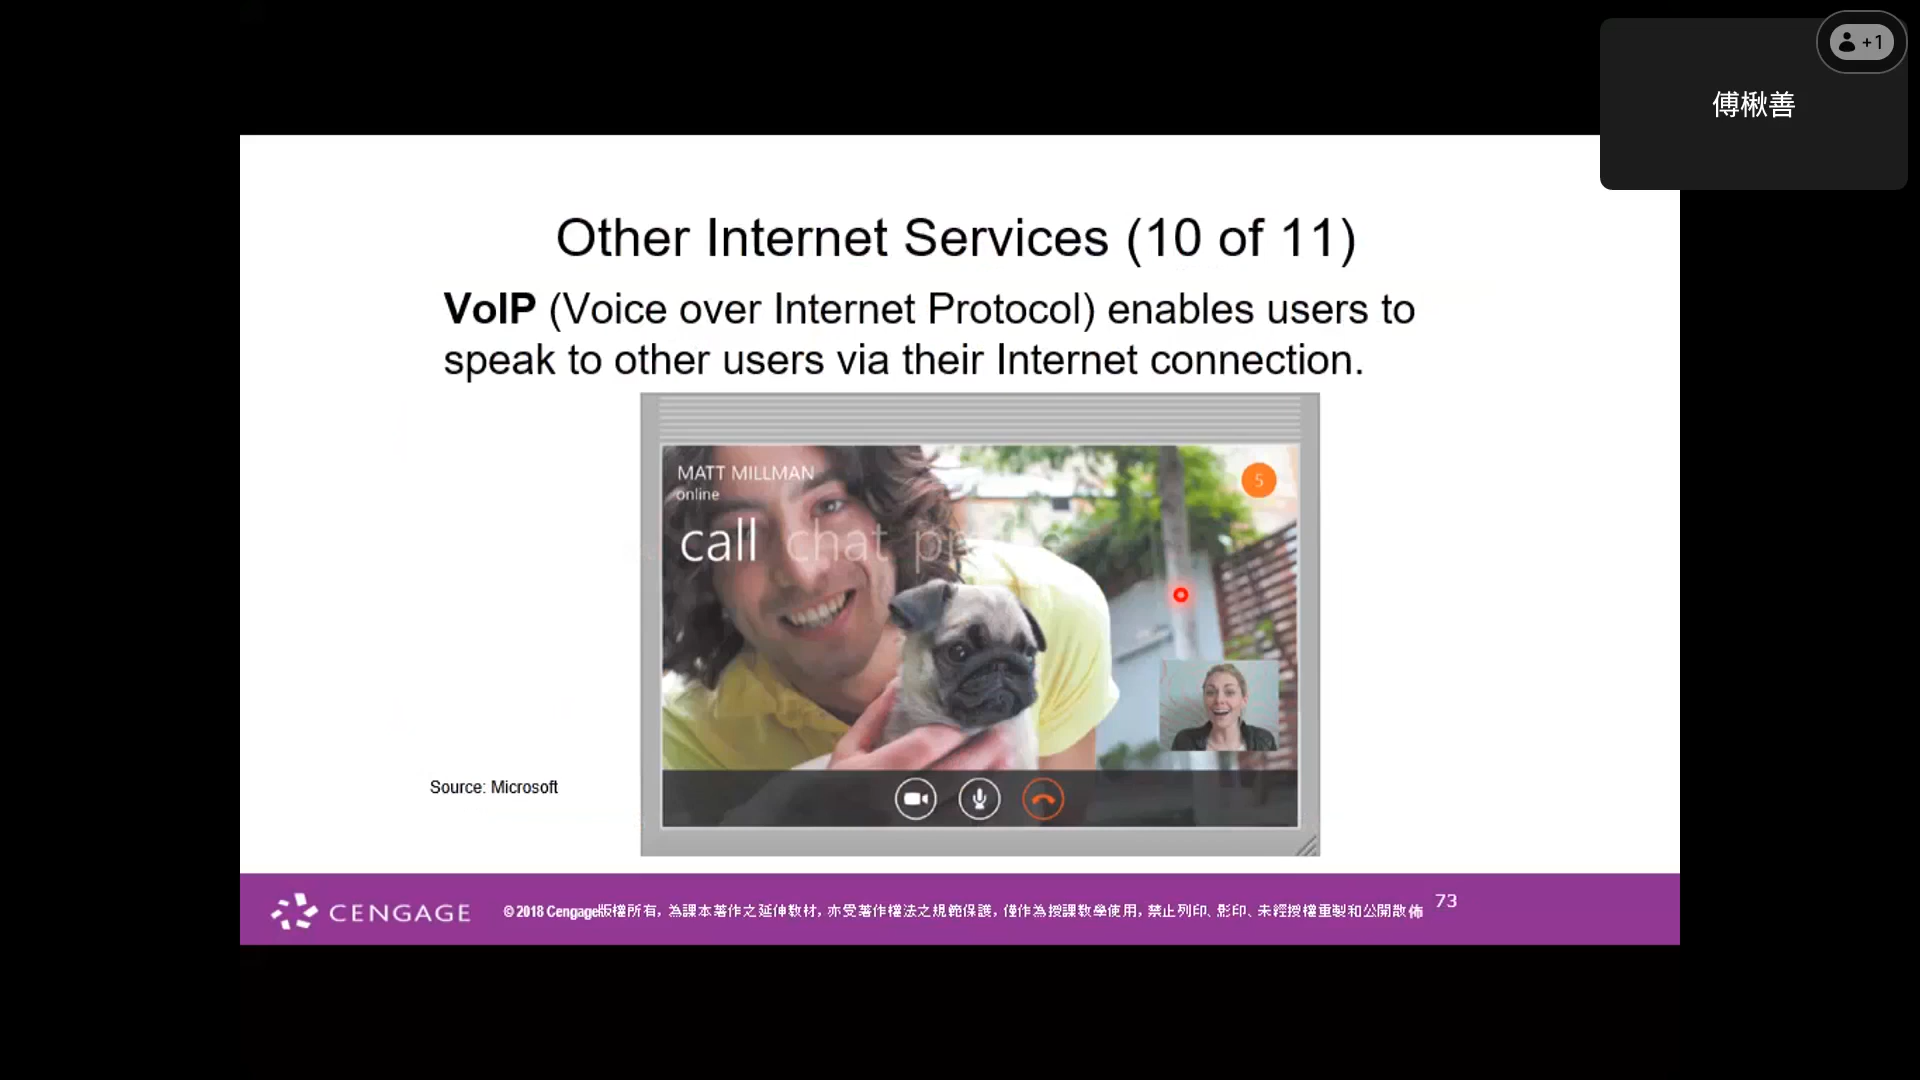 +1
傅楸善
Other Internet Services (10 of 11)
VoIP (Voice over Internet Protocol) enables users to
speak to other users via their Internet connection.
MATT MILLMAN
online
5
call chat
Source: Microsoft
CENGAGE
© 2018 Cengage版權所有, 為課本著作之延伸教材, 亦受著作權法之規範保護, 僅作為授課教學使用, 禁止列印、影印、未經授權重製和公開散佈
73